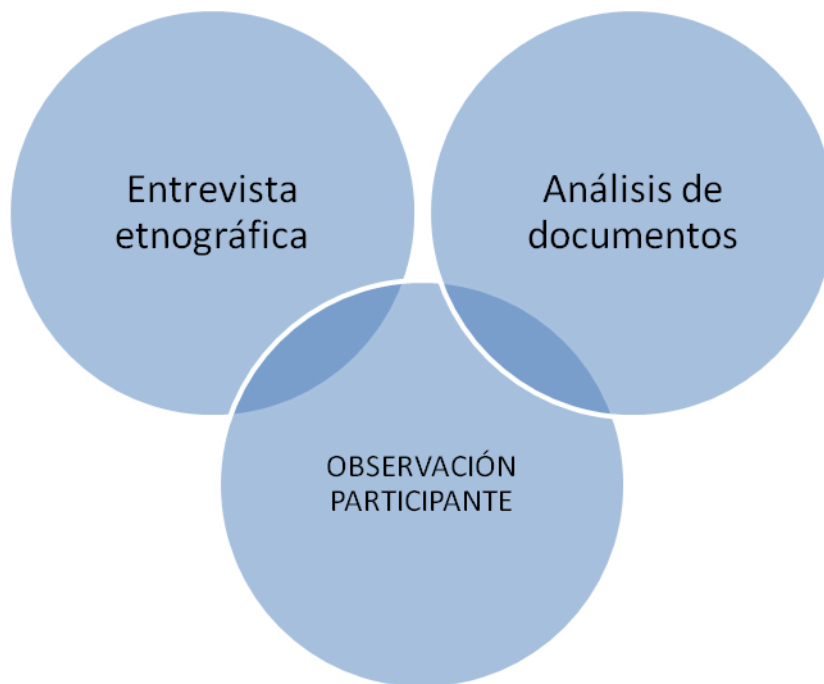 Entrevista
etnográfica
Análisis de
documentos
OBSERVACIÓN
PARTICIPANTE